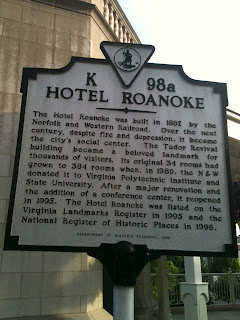 K 98a
HOTEL ROANOKE
The Hotel Roanoke was built in 1882 by the
Norfolk and Western Railroad. Over the next
century, despite fire and depression, it became
the city's social center. The Tudor Revival
building became a beloved landmark for
thousands of visitors. Its original 34 rooms had
grown to 384 rooms when, in 1989, the N & W
donated it to Virginia Polytechnic Institute and
State University. After a major renovation and
the addition of a conference center, it reopened
in 1995. The Hotel Roanoke was listed on the
Virginia Landmarks Register in 1995 and the
National Register of Historic Places in 1996.
DEPARTMENT OF HISTORIC RESOURCES,